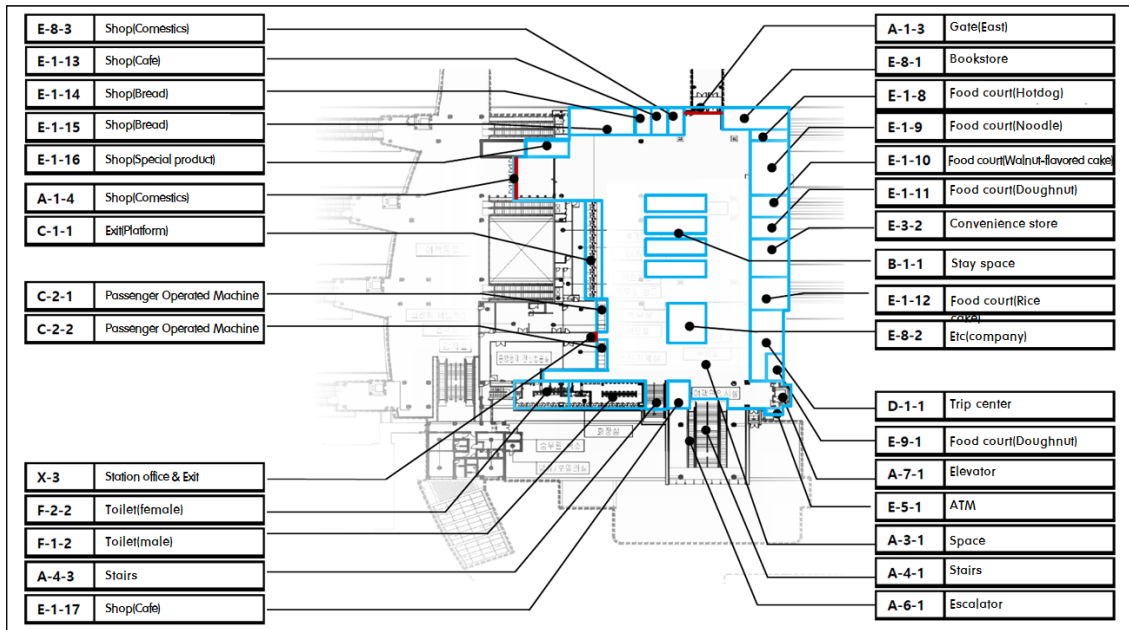 E-8-3 Shop(Comestics)
E-1-13 Shop(Cafe)
E-1-14 Shop(Bread)
E-1-15 Shop(Bread)
E-1-16 Shop(Special product)
A-1-4 Shop(Comestics)
C-1-1 Exit(Platform)
C-2-1 Passenger Operated Machine
C-2-2 Passenger Operated Machine
X-3 Station office & Exit
F-2-2 Toilet(female)
F-1-2 Toilet(male)
A-4-3 Stairs
E-1-17 Shop(Cafe)
A-1-3 Gate(East)
E-8-1 Bookstore
E-1-8 Food court(Hotdog)
E-1-9 Food court(Noodle)
E-1-10 Food court(Walnut-flavored cake)
E-1-11 Food court(Doughnut)
E-3-2 Convenience store
B-1-1 Stay space
E-1-12 Food court(Rice
cake)
E-8-2 Etc(company)
D-1-1 Trip center
E-9-1 Food court(Doughnut)
A-7-1 Elevator
E-5-1 ATM
A-3-1 Space
A-4-1 Stairs
A-6-1 Escalator
화장실